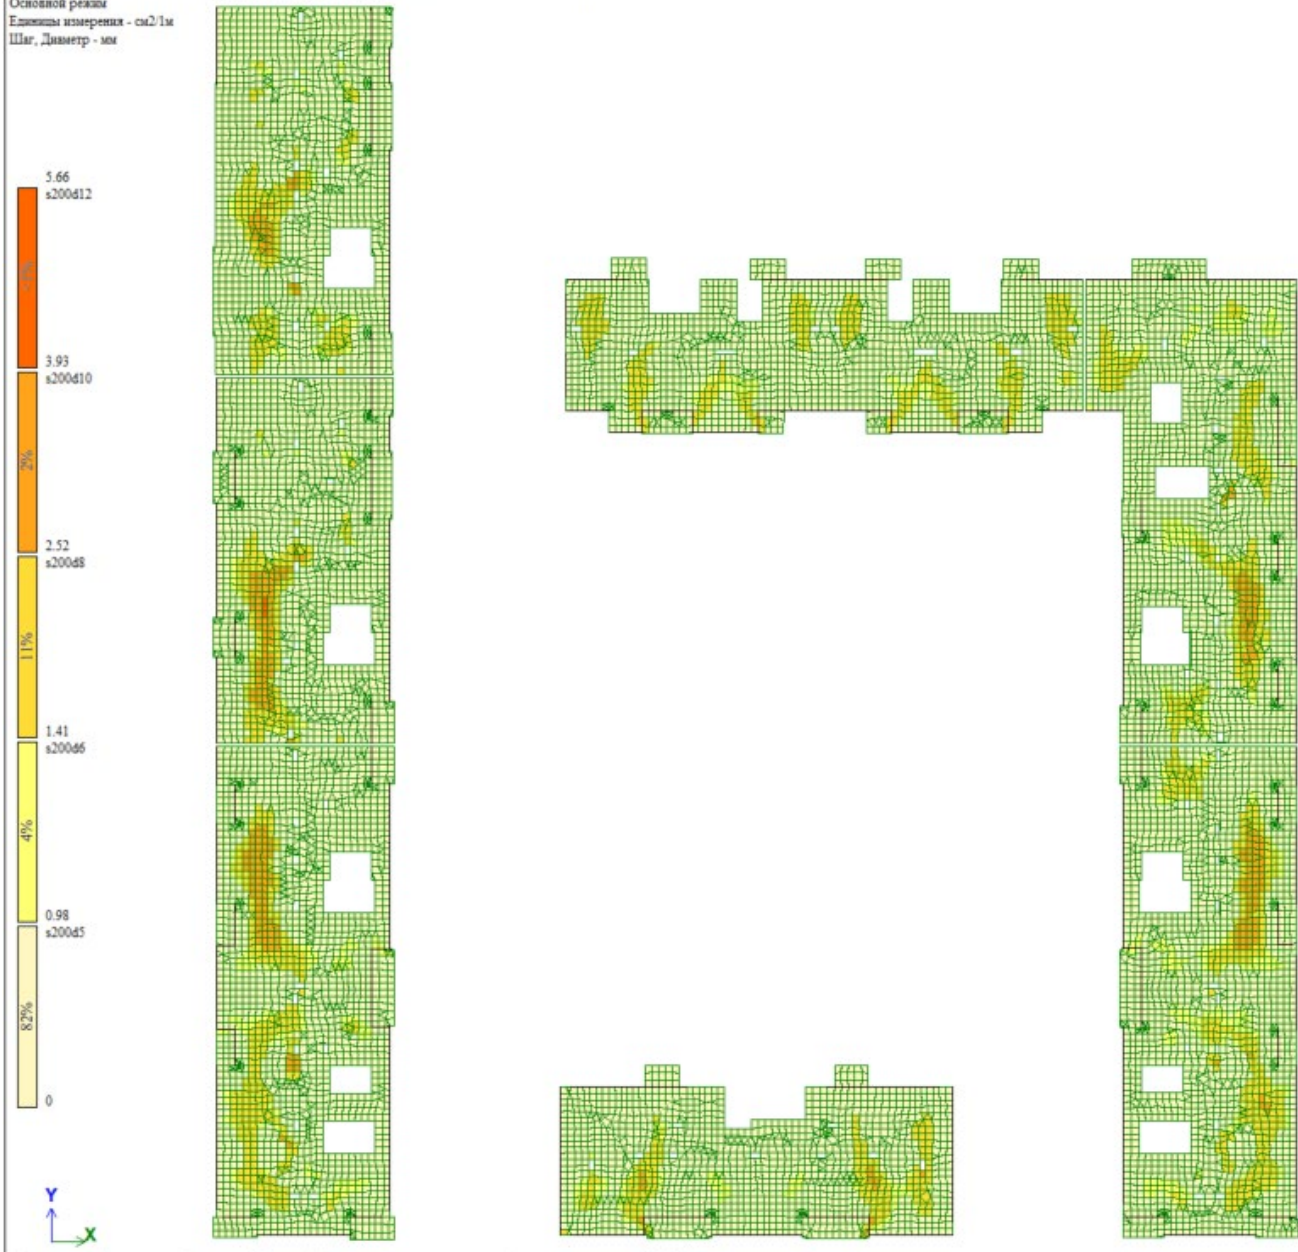 Основной режим
Единицы измерения - см2/1м
Шаг, Диаметр - мм
5.66
s200d12
<1%
3.93
s200d10
2%
2.52
s200d8
11%
1.41
s200d6
4%
0.98
s200d5
82%
0
Y
X